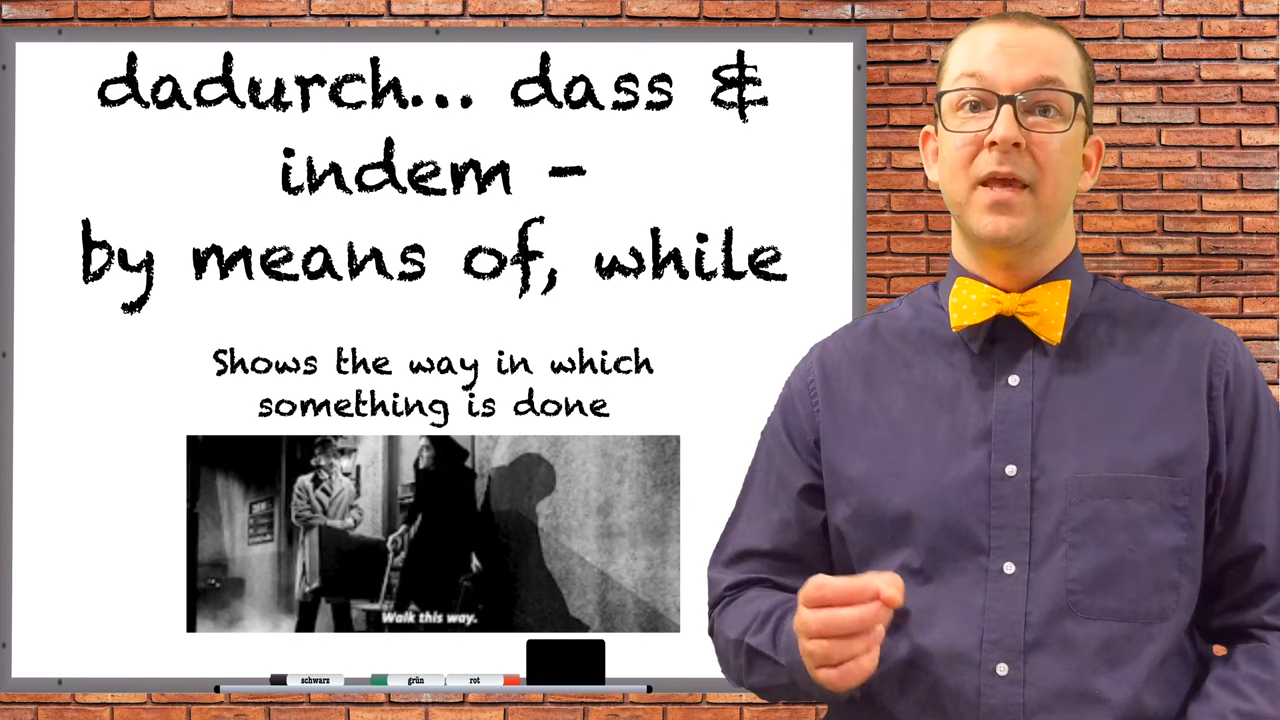 dadurch... dass &
indem -
by means of, while
Shows the way in which
something is done
Walk this way.
schwarz grün rot